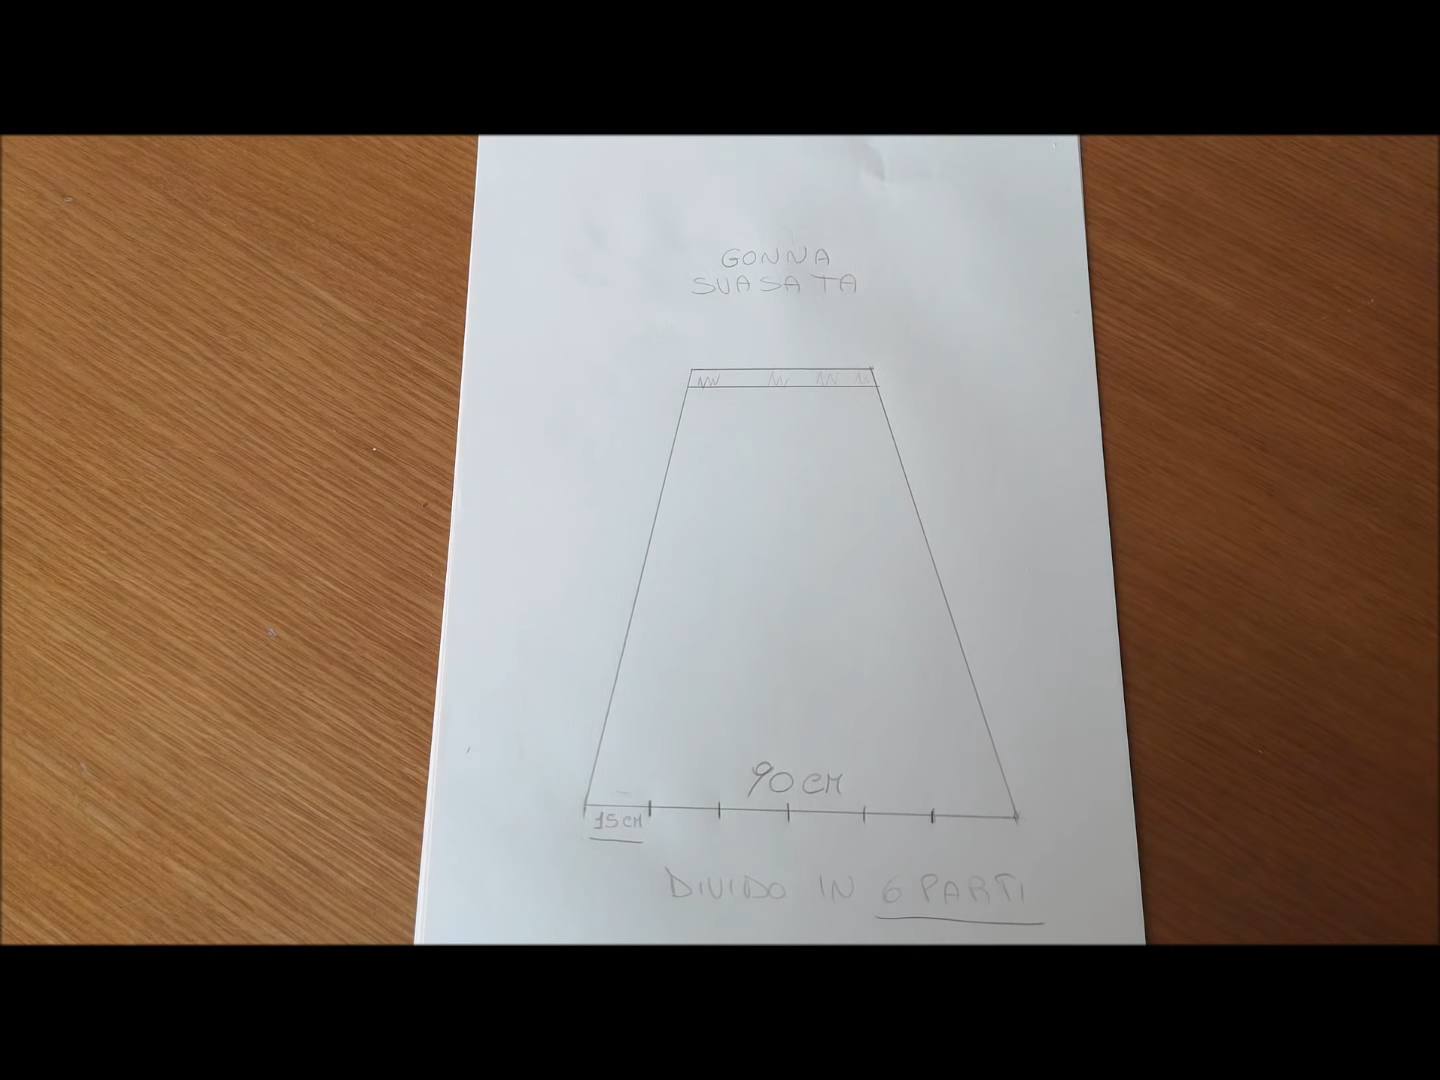 GONNA
SVASATA
90 CM
15 CM
DIVIDO IN 6 PARTI